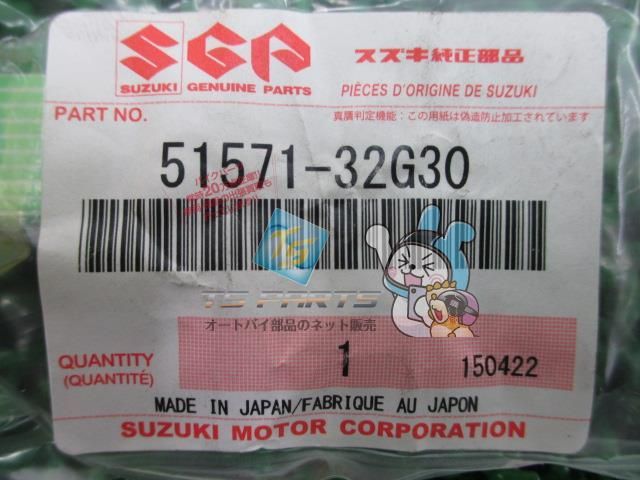 SGP
スズキ純正部品
SUZUKI GENUINE PARTS
PIÈCES D'ORIGINE DE SUZUKI
PART NO.
真贋判定機能:この用紙は偽造防止加工されています
51571-32G30
TS PARTS
オートバイ部品のネット販売
QUANTITY
(QUANTITÉ)
1
150422
MADE IN JAPAN/FABRIQUE AU JAPON
SUZUKI MOTOR CORPORATION